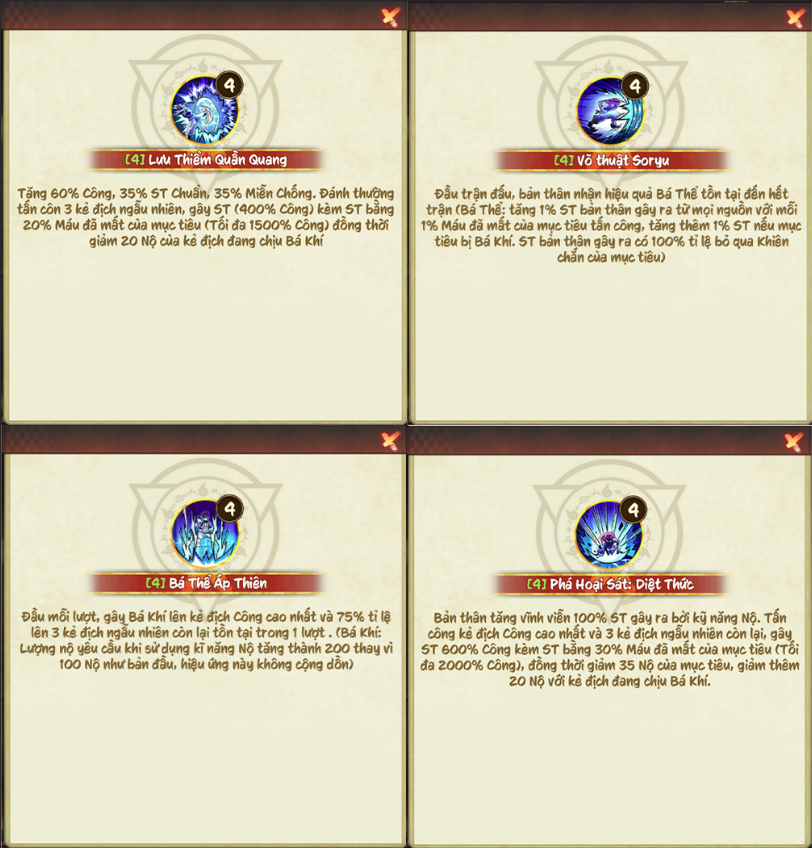 4
[4] Lưu Thiểm Quần Quang
Tăng 60% Công, 35% ST Chuẩn, 35% Miễn Chống. Đánh thường
tấn côn 3 kẻ địch ngẫu nhiên, gây ST (400% Công) kèm ST bằng
20% Máu đã mất của mục tiêu (Tối đa 1500% Công) đồng thời
giảm 20 Nộ của kẻ địch đang chịu Bá Khí
4
[4] Võ thuật Soryu
Đầu trận đấu, bản thân nhận hiệu quả Bá Thể tồn tại đến hết
trận (Bá Thể: tăng 1% ST bản thân gây ra từ mọi nguồn với mỗi
1% Máu đã mất của mục tiêu tấn công, tăng thêm 1% ST nếu mục
tiêu bị Bá Khí. ST bản thân gây ra có 100% tỉ lệ bỏ qua Khiên
chắn của mục tiêu)
4
[4] Bá Thể Áp Thiên
Đầu mỗi lượt, gây Bá Khí lên kẻ địch Công cao nhất và 75% tỉ lệ
lên 3 kẻ địch ngẫu nhiên còn lại tồn tại trong 1 lượt . (Bá Khí:
Lượng nộ yêu cầu khi sử dụng kĩ năng Nộ tăng thành 200 thay vì
100 Nộ như bản đầu, hiệu ứng này không cộng dồn)
4
[4] Phá Hoại Sát: Diệt Thức
Bản thân tăng vĩnh viễn 100% ST gây ra bởi kỹ năng Nộ. Tấn
công kẻ địch Công cao nhất và 3 kẻ địch ngẫu nhiên còn lại, gây
ST 600% Công kèm ST bằng 30% Máu đã mất của mục tiêu (Tối
đa 2000% Công), đồng thời giảm 35 Nộ của mục tiêu, giảm thêm
20 Nộ với kẻ địch đang chịu Bá Khí.